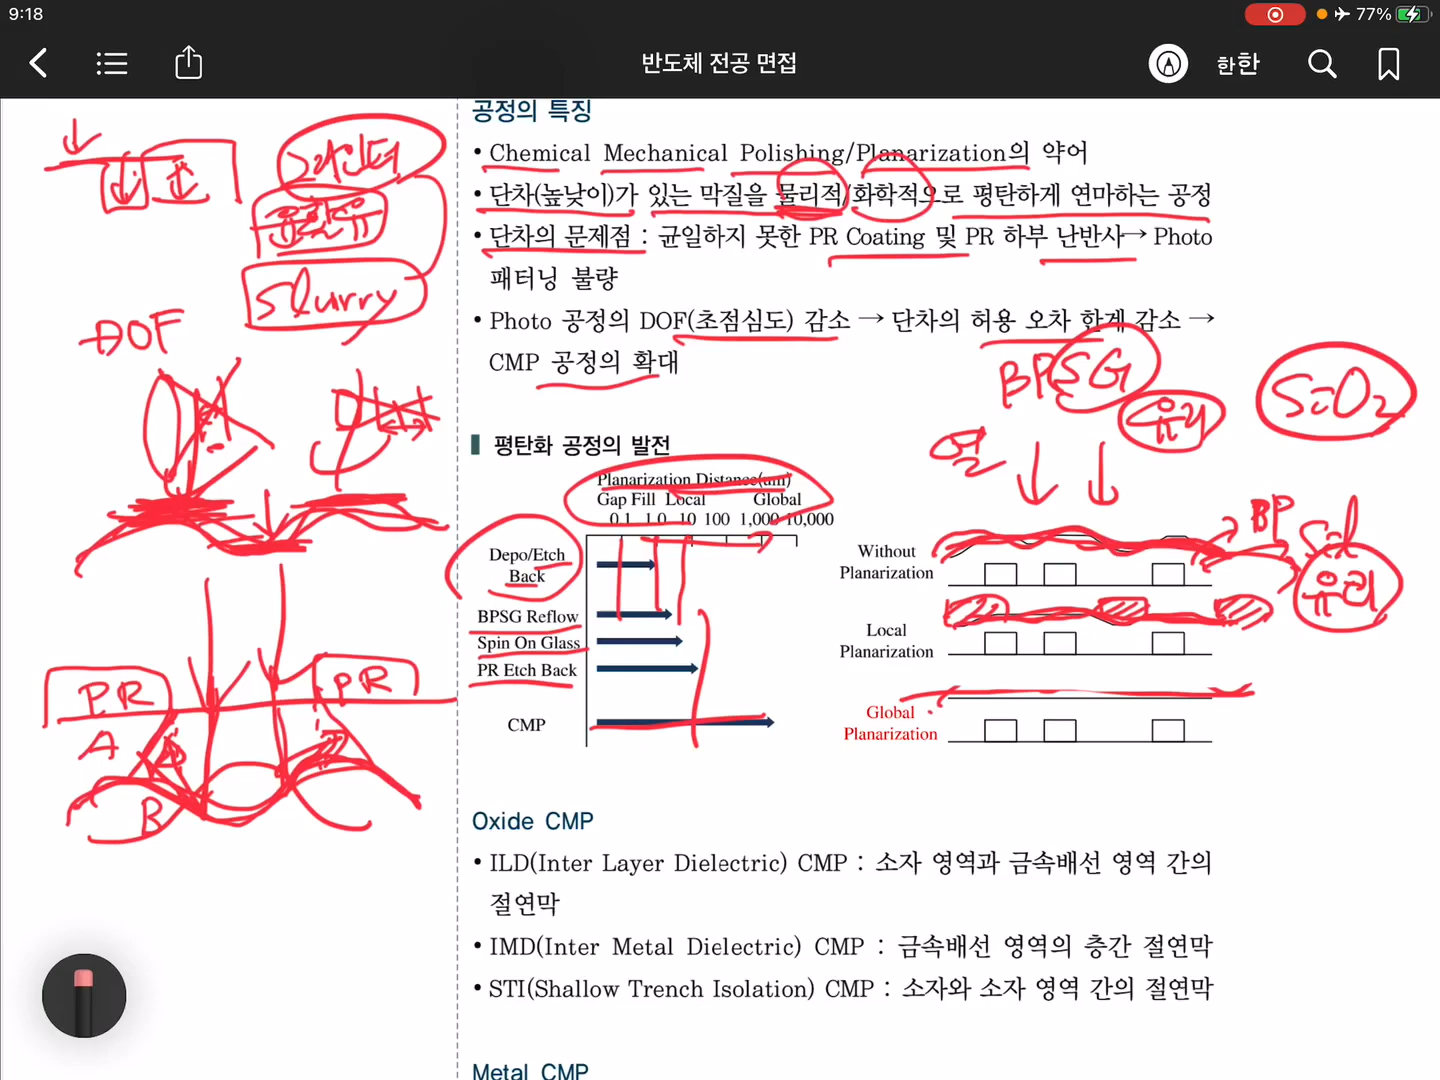 9:18
77%
반도체 전공 면접
한한
공정의 특징
• Chemical Mechanical Polishing/Planarization의 약어
• 단차(높낮이)가 있는 막질을 물리적/화학적으로 평탄하게 연마하는 공정
• 단차의 문제점 : 균일하지 못한 PR Coating 및 PR 하부 난반사→ Photo
패터닝 불량
• Photo 공정의 DOF(초점심도) 감소 → 단차의 허용 오차 한계 감소 →
CMP 공정의 확대
평탄화 공정의 발전
Planarization Distance(um)
Gap Fill Local Global
0.1 1.0 10 100 1,000 10,000
Depo/Etch
Back
BPSG Reflow
Spin On Glass
PR Etch Back
CMP
Without
Planarization
Local
Planarization
Global
Planarization
Oxide CMP
• ILD(Inter Layer Dielectric) CMP : 소자 영역과 금속배선 영역 간의
절연막
• IMD(Inter Metal Dielectric) CMP : 금속배선 영역의 층간 절연막
• STI(Shallow Trench Isolation) CMP : 소자와 소자 영역 간의 절연막
Metal CMP
윤활유
Slurry
DOF
PR
PR
A
B
BPSG
유리
SiO2
열
BP
유리